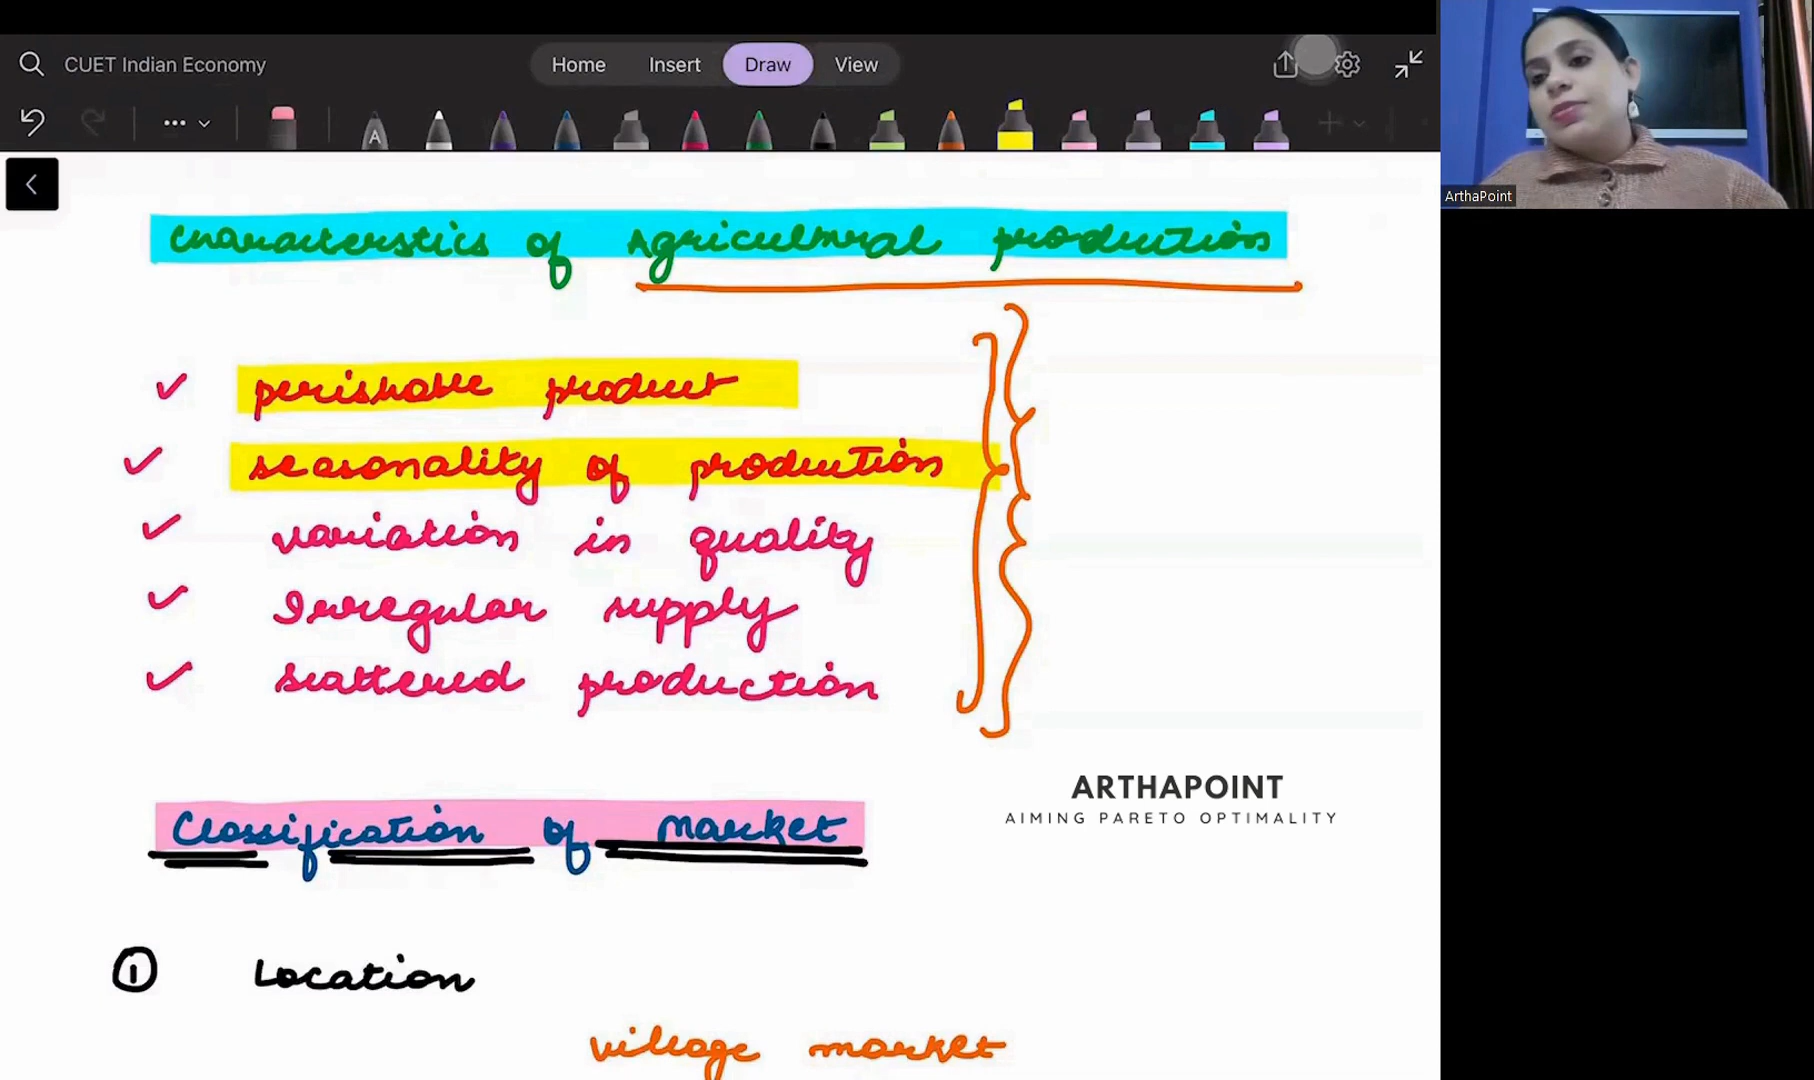 CUET Indian Economy
Home Insert Draw View
ArthaPoint
Characterstics of Agricultural production
✓ perishable product
✓ seasonality of production
✓ variation in quality
✓ Irregular supply
✓ scattered production
ARTHAPOINT
AIMING PARETO OPTIMALITY
Classification of Market
① Location
village market